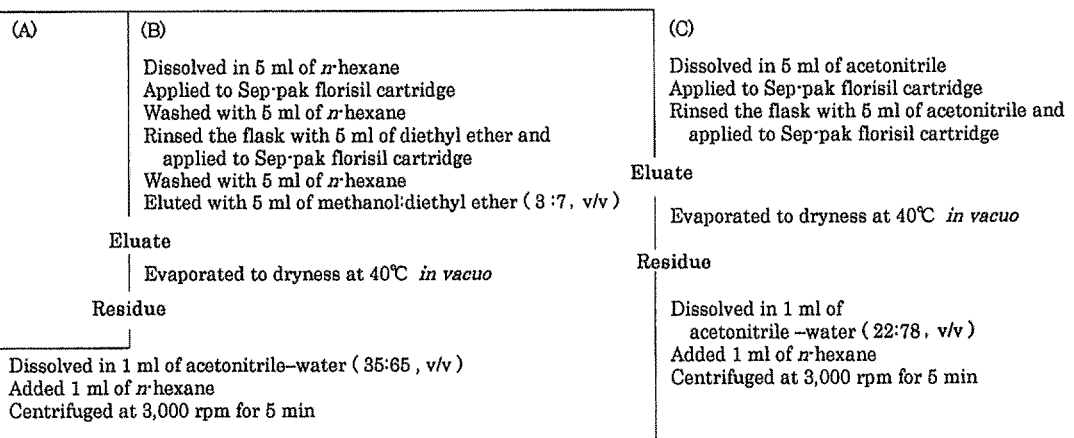 (A)
(B)
Dissolved in 5 ml of n-hexane
Applied to Sep-pak florisil cartridge
Washed with 5 ml of n-hexane
Rinsed the flask with 5 ml of diethyl ether and
applied to Sep-pak florisil cartridge
Washed with 5 ml of n-hexane
Eluted with 5 ml of methanol:diethyl ether ( 3 :7, v/v )
Eluate
Evaporated to dryness at 40℃ in vacuo
Residue
Dissolved in 1 ml of acetonitrile–water ( 35:65 , v/v )
Added 1 ml of n-hexane
Centrifuged at 3,000 rpm for 5 min
(C)
Dissolved in 5 ml of acetonitrile
Applied to Sep-pak florisil cartridge
Rinsed the flask with 5 ml of acetonitrile and
applied to Sep-pak florisil cartridge
Eluate
Evaporated to dryness at 40℃ in vacuo
Residue
Dissolved in 1 ml of
acetonitrile –water ( 22:78 , v/v )
Added 1 ml of n-hexane
Centrifuged at 3,000 rpm for 5 min